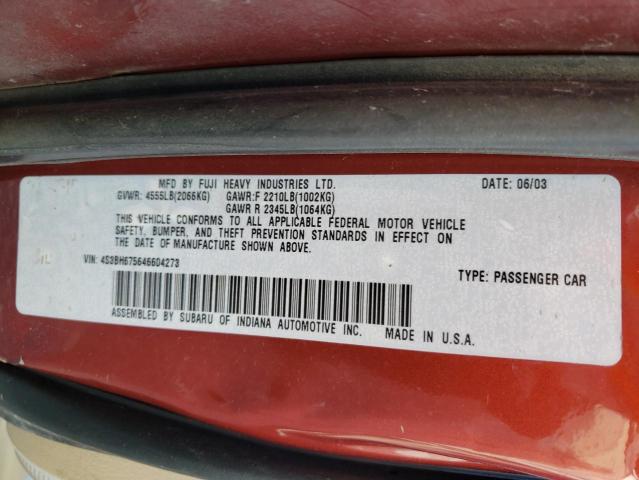 MFD BY FUJI HEAVY INDUSTRIES LTD. DATE: 06/03
GVWR: 4555LB(2066KG) GAWR:F 2210LB(1002KG)
GAWR R 2345LB(1064KG)
THIS VEHICLE CONFORMS TO ALL APPLICABLE FEDERAL MOTOR VEHICLE
SAFETY, BUMPER, AND THEFT PREVENTION STANDARDS IN EFFECT ON
THE DATE OF MANUFACTURE SHOWN ABOVE.
VIN: 4S3BH675646604273 TYPE: PASSENGER CAR
ASSEMBLED BY SUBARU OF INDIANA AUTOMOTIVE INC. MADE IN U.S.A.